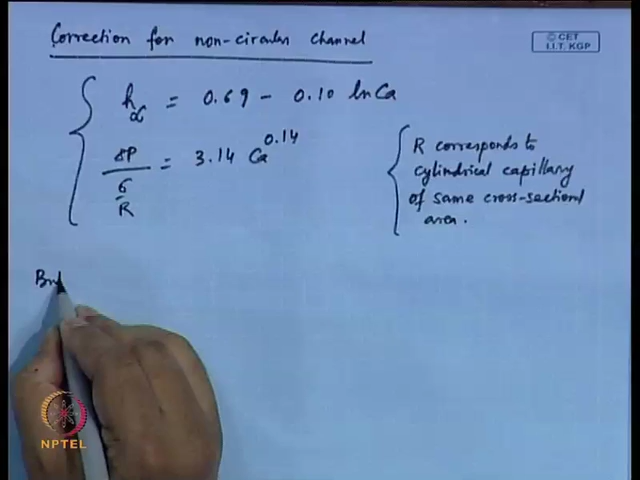 Correction for non-circular channel
© CET
I.I.T. KGP
h∞ = 0.69 - 0.10 ln Ca
ΔP / (σ/R) = 3.14 Ca^0.14
R corresponds to
cylindrical capillary
of same cross-sectional
area.
NPTEL